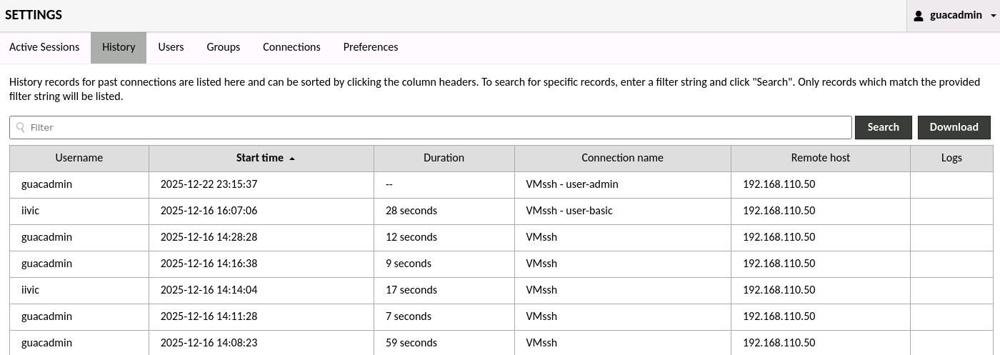 SETTINGS
guacadmin
Active Sessions History Users Groups Connections Preferences
History records for past connections are listed here and can be sorted by clicking the column headers. To search for specific records, enter a filter string and click "Search". Only records which match the provided
filter string will be listed.
Filter Search Download
Username Start time Duration Connection name Remote host Logs
guacadmin 2025-12-22 23:15:37 -- VMssh - user-admin 192.168.110.50
iivic 2025-12-16 16:07:06 28 seconds VMssh - user-basic 192.168.110.50
guacadmin 2025-12-16 14:28:28 12 seconds VMssh 192.168.110.50
guacadmin 2025-12-16 14:16:38 9 seconds VMssh 192.168.110.50
iivic 2025-12-16 14:14:04 17 seconds VMssh 192.168.110.50
guacadmin 2025-12-16 14:11:28 7 seconds VMssh 192.168.110.50
guacadmin 2025-12-16 14:08:23 59 seconds VMssh 192.168.110.50